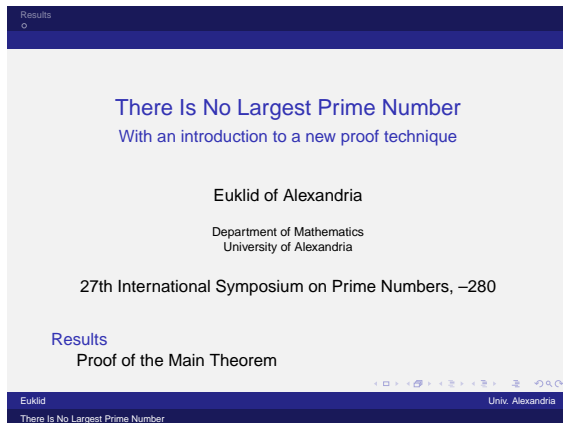 Results
There Is No Largest Prime Number
With an introduction to a new proof technique
Euklid of Alexandria
Department of Mathematics
University of Alexandria
27th International Symposium on Prime Numbers, –280
Results
Proof of the Main Theorem
Euklid Univ. Alexandria
There Is No Largest Prime Number